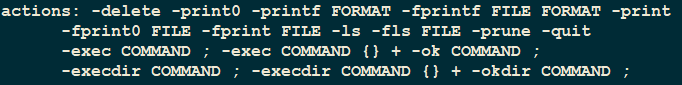 actions: -delete -print0 -printf FORMAT -fprintf FILE FORMAT -print
-fprint0 FILE -fprint FILE -ls -fls FILE -prune -quit
-exec COMMAND ; -exec COMMAND {} + -ok COMMAND ;
-execdir COMMAND ; -execdir COMMAND {} + -okdir COMMAND ;